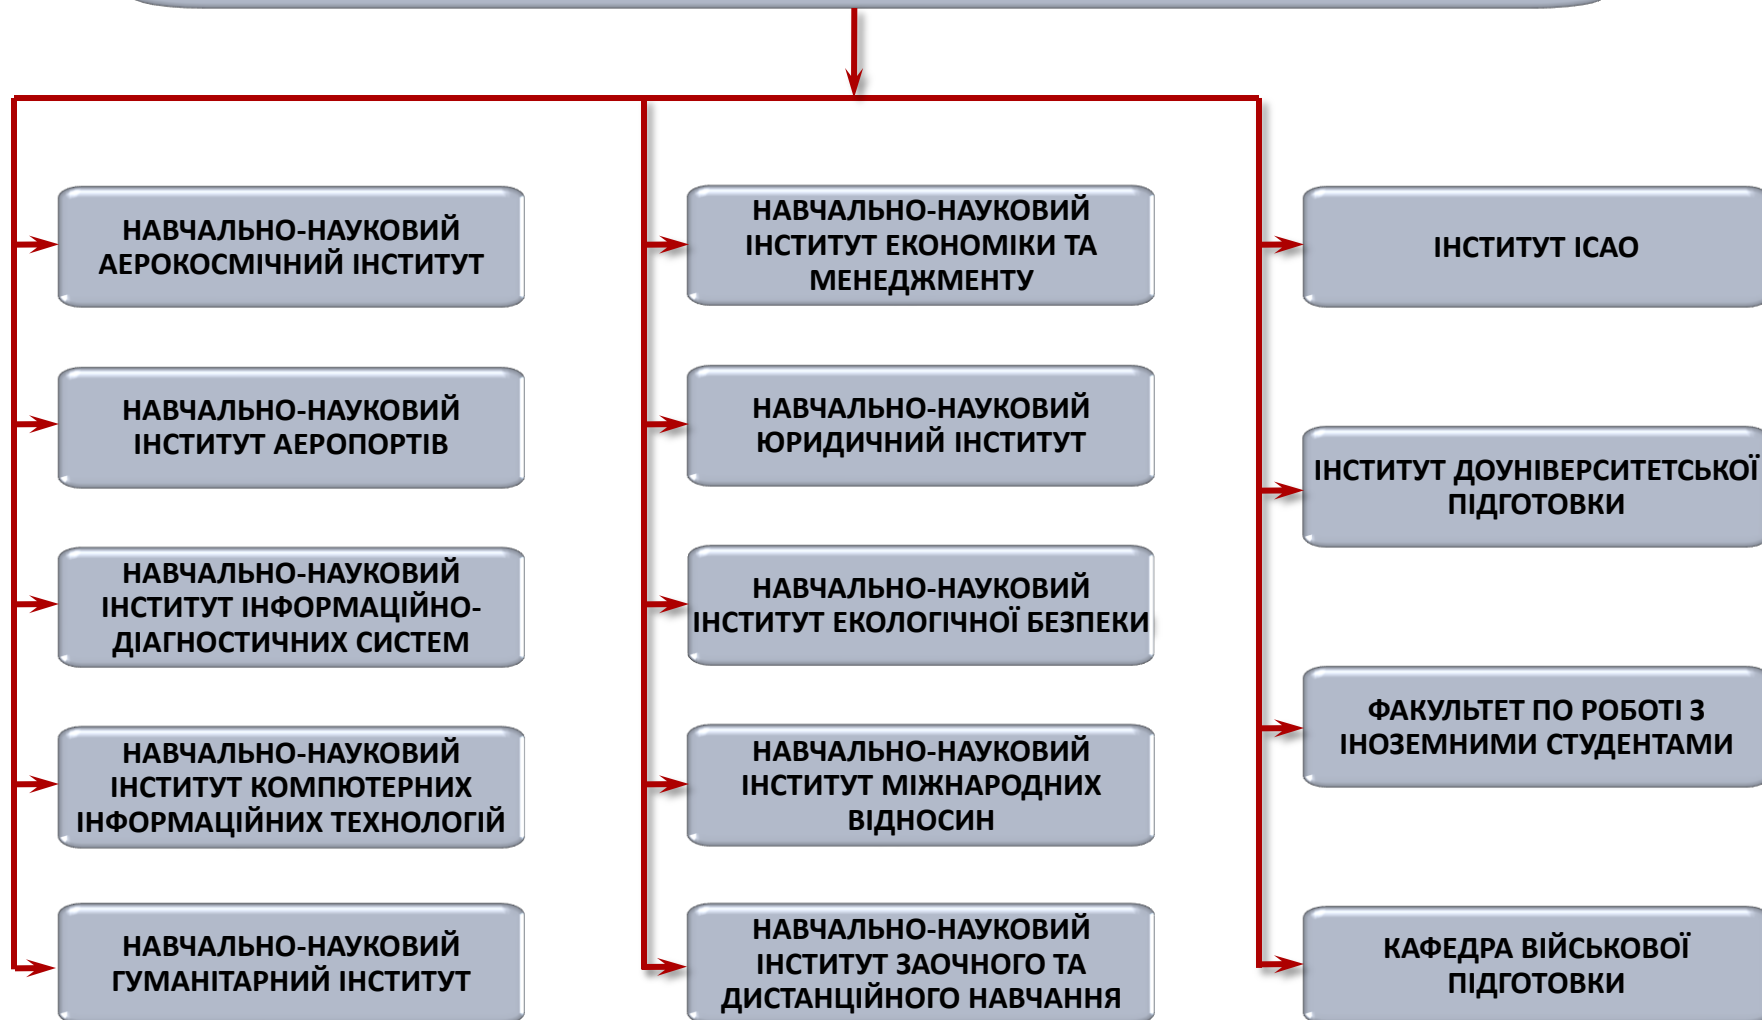 НАВЧАЛЬНО-НАУКОВИЙ
АЕРОКОСМІЧНИЙ ІНСТИТУТ
НАВЧАЛЬНО-НАУКОВИЙ
ІНСТИТУТ АЕРОПОРТІВ
НАВЧАЛЬНО-НАУКОВИЙ
ІНСТИТУТ ІНФОРМАЦІЙНО-
ДІАГНОСТИЧНИХ СИСТЕМ
НАВЧАЛЬНО-НАУКОВИЙ
ІНСТИТУТ КОМПЮТЕРНИХ
ІНФОРМАЦІЙНИХ ТЕХНОЛОГІЙ
НАВЧАЛЬНО-НАУКОВИЙ
ГУМАНІТАРНИЙ ІНСТИТУТ
НАВЧАЛЬНО-НАУКОВИЙ
ІНСТИТУТ ЕКОНОМІКИ ТА
МЕНЕДЖМЕНТУ
НАВЧАЛЬНО-НАУКОВИЙ
ЮРИДИЧНИЙ ІНСТИТУТ
НАВЧАЛЬНО-НАУКОВИЙ
ІНСТИТУТ ЕКОЛОГІЧНОЇ БЕЗПЕКИ
НАВЧАЛЬНО-НАУКОВИЙ
ІНСТИТУТ МІЖНАРОДНИХ
ВІДНОСИН
НАВЧАЛЬНО-НАУКОВИЙ
ІНСТИТУТ ЗАОЧНОГО ТА
ДИСТАНЦІЙНОГО НАВЧАННЯ
ІНСТИТУТ ІСАО
ІНСТИТУТ ДОУНІВЕРСИТЕТСЬКОЇ
ПІДГОТОВКИ
ФАКУЛЬТЕТ ПО РОБОТІ З
ІНОЗЕМНИМИ СТУДЕНТАМИ
КАФЕДРА ВІЙСЬКОВОЇ
ПІДГОТОВКИ